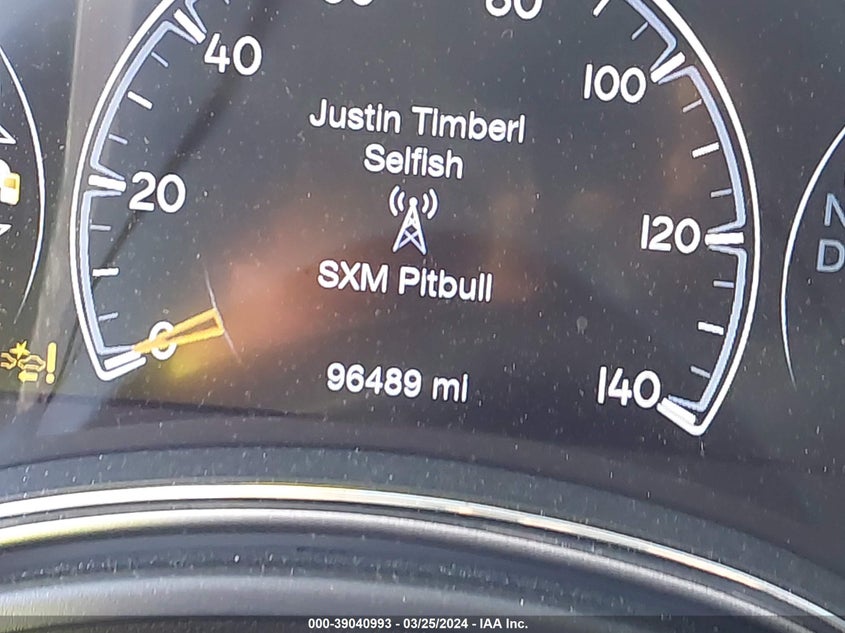 40
100
Justin Timberl
Selfish
20
120
SXM Pitbull
0
96489 mi
140
N
D
000-39040993 - 03/25/2024 - IAA Inc.